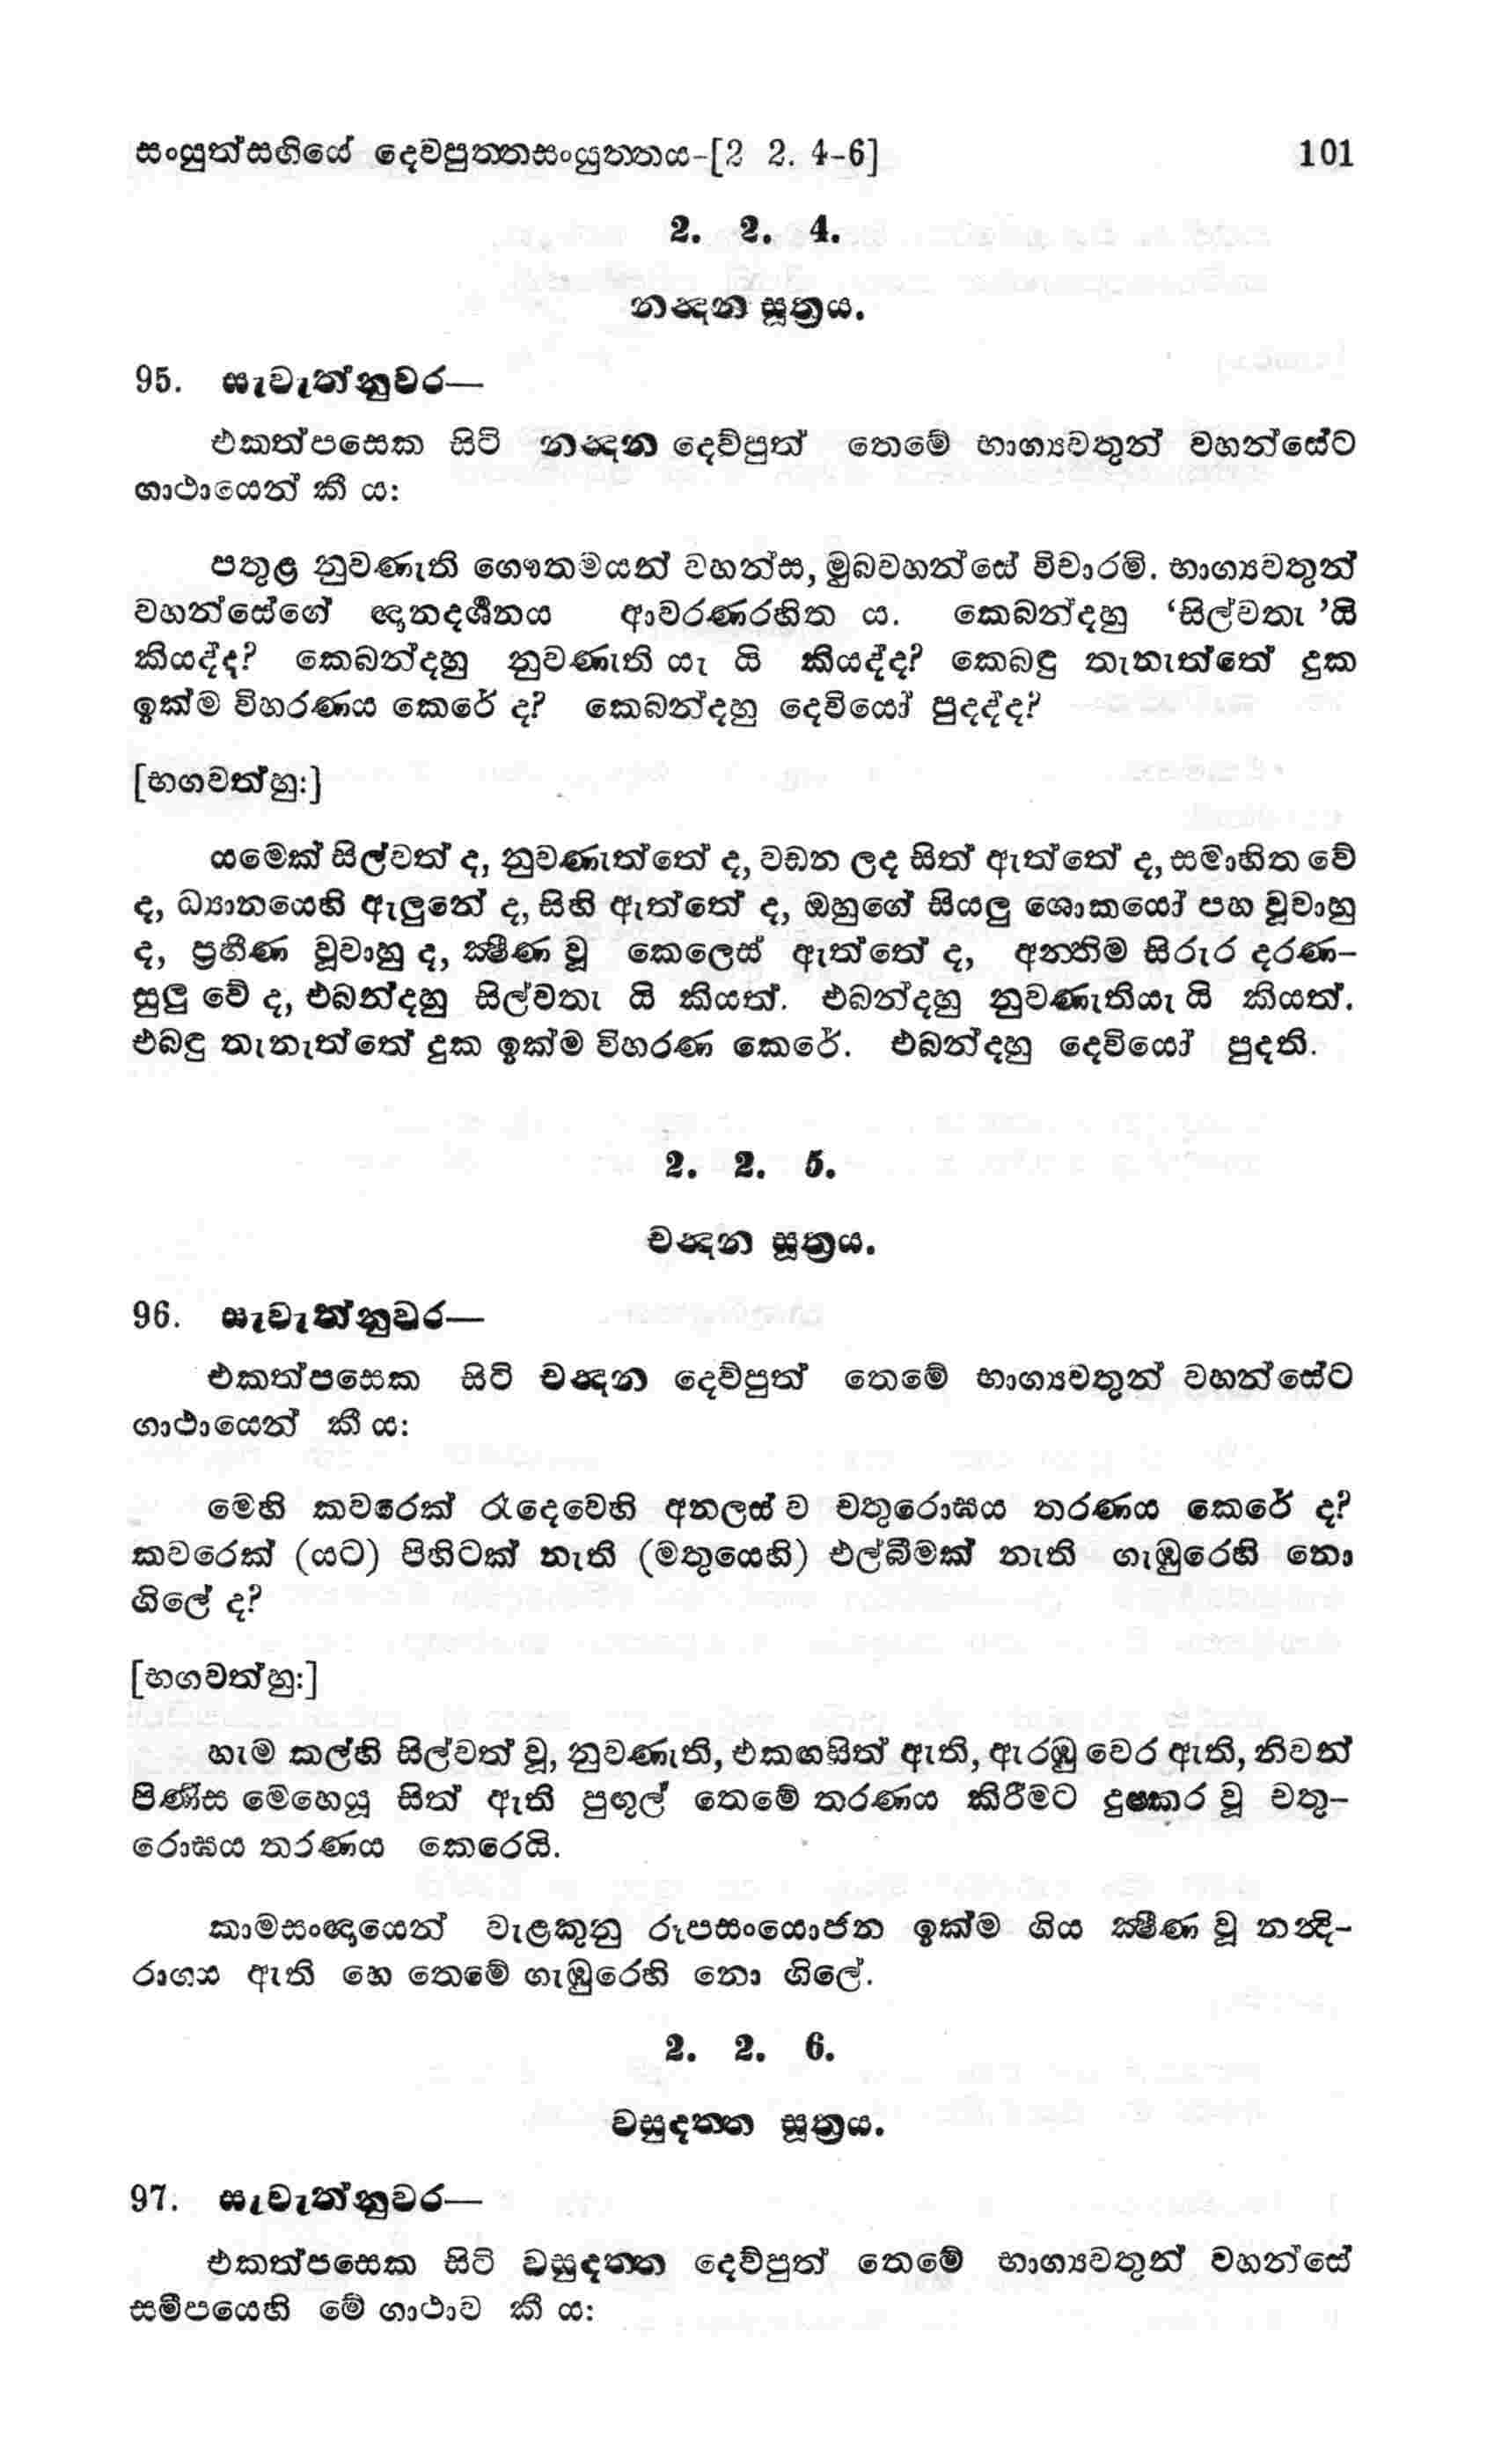 සංයුත්සඟියේ දෙවපුත්තසංයුත්තය-[2 2. 4-6] 101
2. 2. 4.
නන්‍දන සූත්‍රය.
95. සැවැත්නුවර—
එකත්පසෙක සිටි නන්‍දන දෙව්පුත් තෙමේ භාග්‍යවතුන් වහන්සේට
ගාථායෙන් කී ය:
පතුළ නුවණැති ගෞතමයන් වහන්ස, මුබවහන්සේ විචාරමි. භාග්‍යවතුන්
වහන්සේගේ ඥානදර්‍ශනය ආවරණරහිත ය. කෙබන්දහු ‘සිල්වතැ ’යි
කියද්ද? කෙබන්දහු නුවණැති යැ යි කියද්ද? කෙබඳු තැනැත්තේ දුක
ඉක්ම විහරණය කෙරේ ද? කෙබන්දහු දෙවියෝ පුදද්ද?
[භගවත්හු:]
යමෙක් සිල්වත් ද, නුවණැත්තේ ද, වඩන ලද සිත් ඇත්තේ ද, සමාහිත වේ
ද, ධ්‍යානයෙහි ඇලුනේ ද, සිහි ඇත්තේ ද, ඔහුගේ සියලු ශොකයෝ පහ වූවාහු
ද, ප්‍රහීණ වූවාහු ද, ක්‍ෂීණ වූ කෙලෙස් ඇත්තේ ද, අන්‍තිම සිරුර දරණ-
සුලු වේ ද, එබන්දහු සිල්වතැ යි කියත්. එබන්දහු නුවණැතියැ යි කියත්.
එබඳු තැනැත්තේ දුක ඉක්ම විහරණ කෙරේ. එබන්දහු දෙවියෝ පුදති.
2. 2. 5.
චන්‍දන සූත්‍රය.
96. සැවැත්නුවර—
එකත්පසෙක සිටි චන්‍දන දෙව්පුත් තෙමේ භාග්‍යවතුන් වහන්සේට
ගාථායෙන් කී ය:
මෙහි කවරෙක් රෑදෙවෙහි අනලස් ව චතුරොඝය තරණය කෙරේ ද?
කවරෙක් (යට) පිහිටක් නැති (මතුයෙහි) එල්බීමක් නැති ගැඹුරෙහි නො
ගිලේ ද?
[භගවත්හු:]
හැම කල්හි සිල්වත් වූ, නුවණැති, එකඟසිත් ඇති, ඇරඹු වෙර ඇති, නිවන්
පිණිස මෙහෙයූ සිත් ඇති පුඟුල් තෙමේ තරණය කිරීමට දුෂ්කර වූ චතු-
රොඝය තරණය කෙරෙයි.
කාමසංඥායෙන් වැළකුනු රූපසංයොජන ඉක්ම ගිය ක්‍ෂීණ වූ නන්‍දි-
රාගය ඇති හෙ තෙමේ ගැඹුරෙහි නො ගිලේ.
2. 2. 6.
වසුදත්ත සූත්‍රය.
97. සැවැත්නුවර—
එකත්පසෙක සිටි වසුදත්ත දෙව්පුත් තෙමේ භාග්‍යවතුන් වහන්සේ
සමීපයෙහි මේ ගාථාව කී ය: